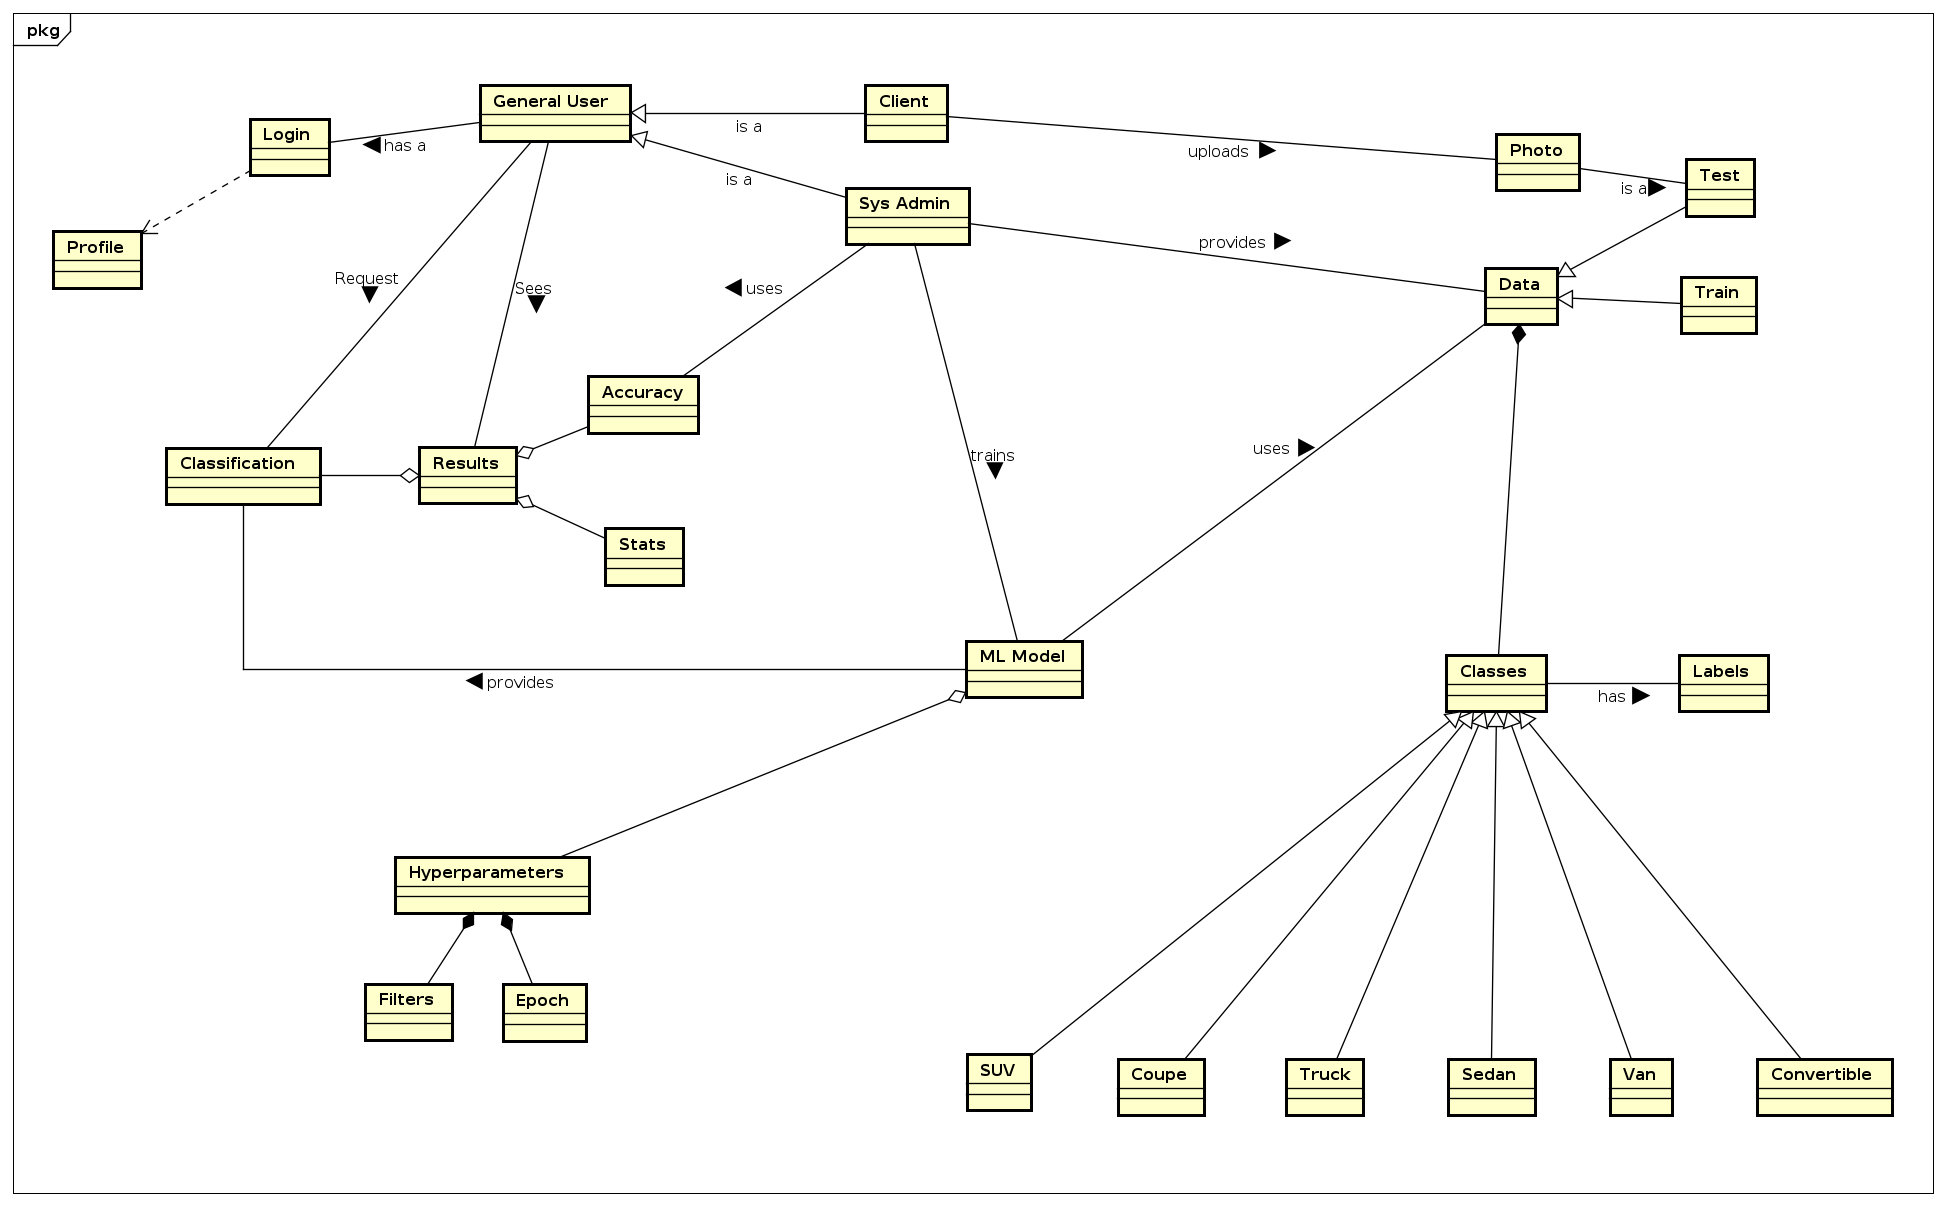 pkg
General User
Client
Login
has a
is a
Photo
uploads
Test
is a
is a
Sys Admin
Profile
provides
Data
Request
Sees
uses
Train
Accuracy
Classification
Results
trains
uses
Stats
ML Model
Classes
Labels
provides
has
Hyperparameters
Filters
Epoch
SUV
Coupe
Truck
Sedan
Van
Convertible